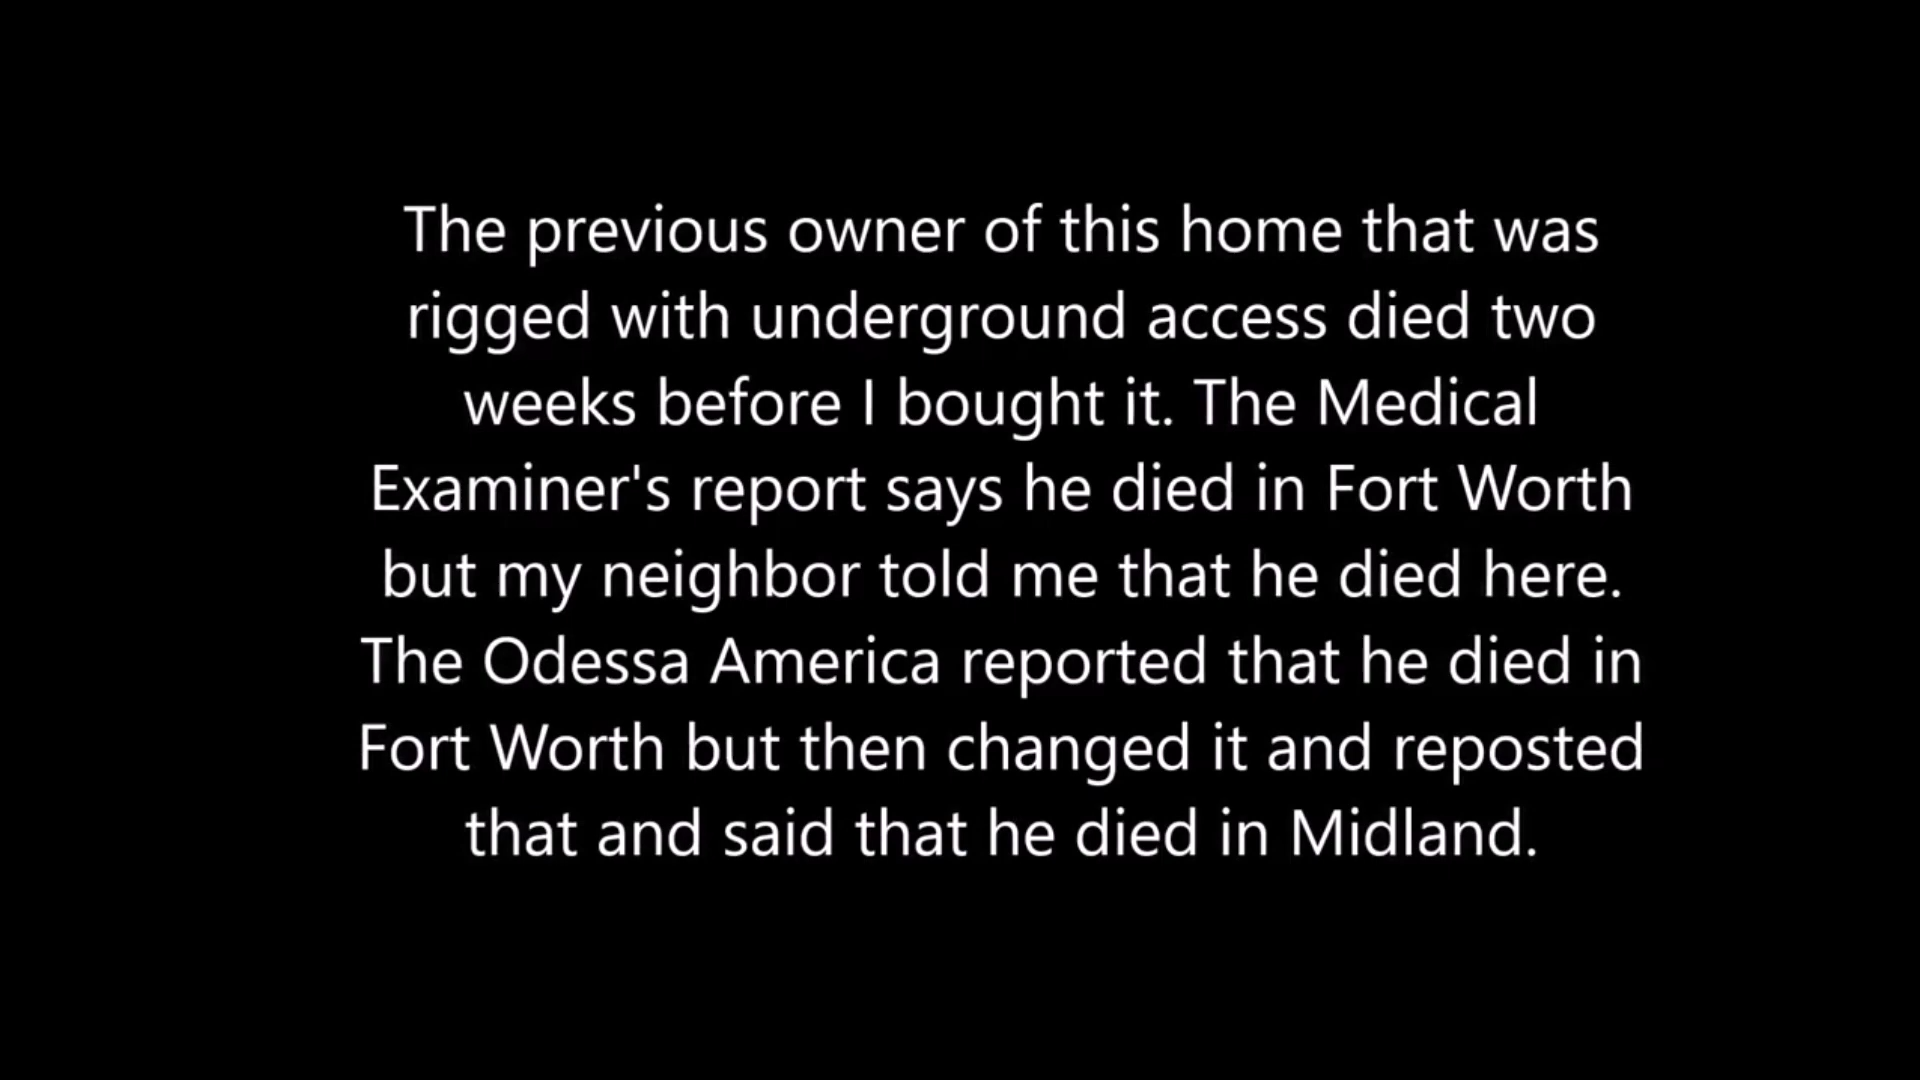 The previous owner of this home that was
rigged with underground access died two
weeks before I bought it. The Medical
Examiner's report says he died in Fort Worth
but my neighbor told me that he died here.
The Odessa America reported that he died in
Fort Worth but then changed it and reposted
that and said that he died in Midland.